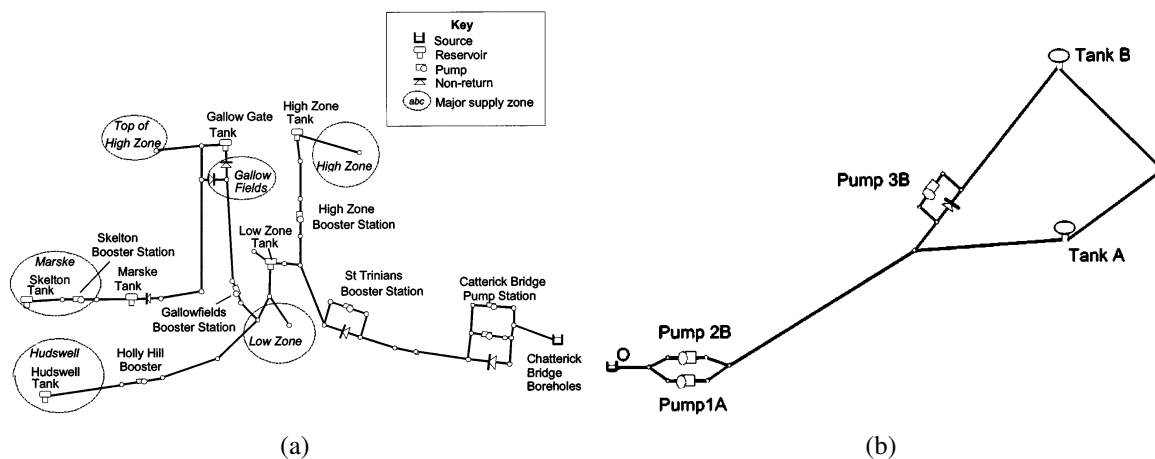 Key
Source
Reservoir
Pump
Non-return
abc Major supply zone
Top of
High Zone
Gallow Gate
Tank
High Zone
Tank
High Zone
Gallow
Fields
High Zone
Booster Station
Skelton
Booster Station
Low Zone
Tank
Marske
Skelton
Tank
Marske
Tank
St Trinians
Booster Station
Catterick Bridge
Pump Station
Gallowfields
Booster Station
Low Zone
Hudswell
Hudswell
Tank
Holly Hill
Booster
Chatterick
Bridge
Boreholes
(a)
Tank B
Pump 3B
Tank A
Pump 2B
Pump1A
(b)